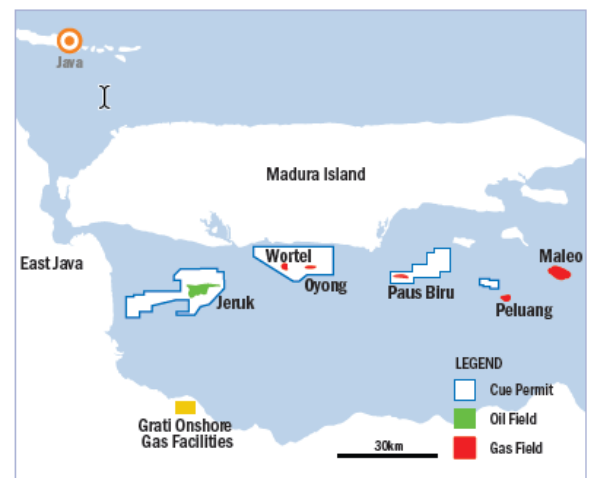 Java
Madura Island
East Java
Wortel
Oyong
Maleo
Paus Biru
Jeruk
Peluang
LEGEND
Cue Permit
Oil Field
Gas Field
Grati Onshore
Gas Facilities
30km